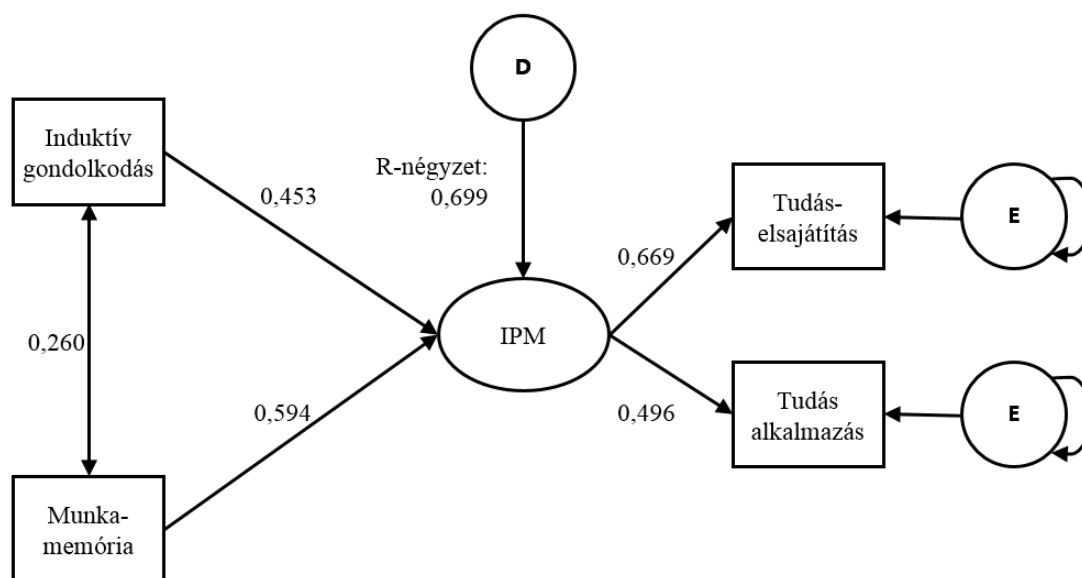 D
Induktív
gondolkodás
R-négyzet:
0,699
0,453
Tudás-
elsajátítás
E
0,669
0,260
IPM
0,594
0,496
Tudás
alkalmazás
E
Munka-
memória